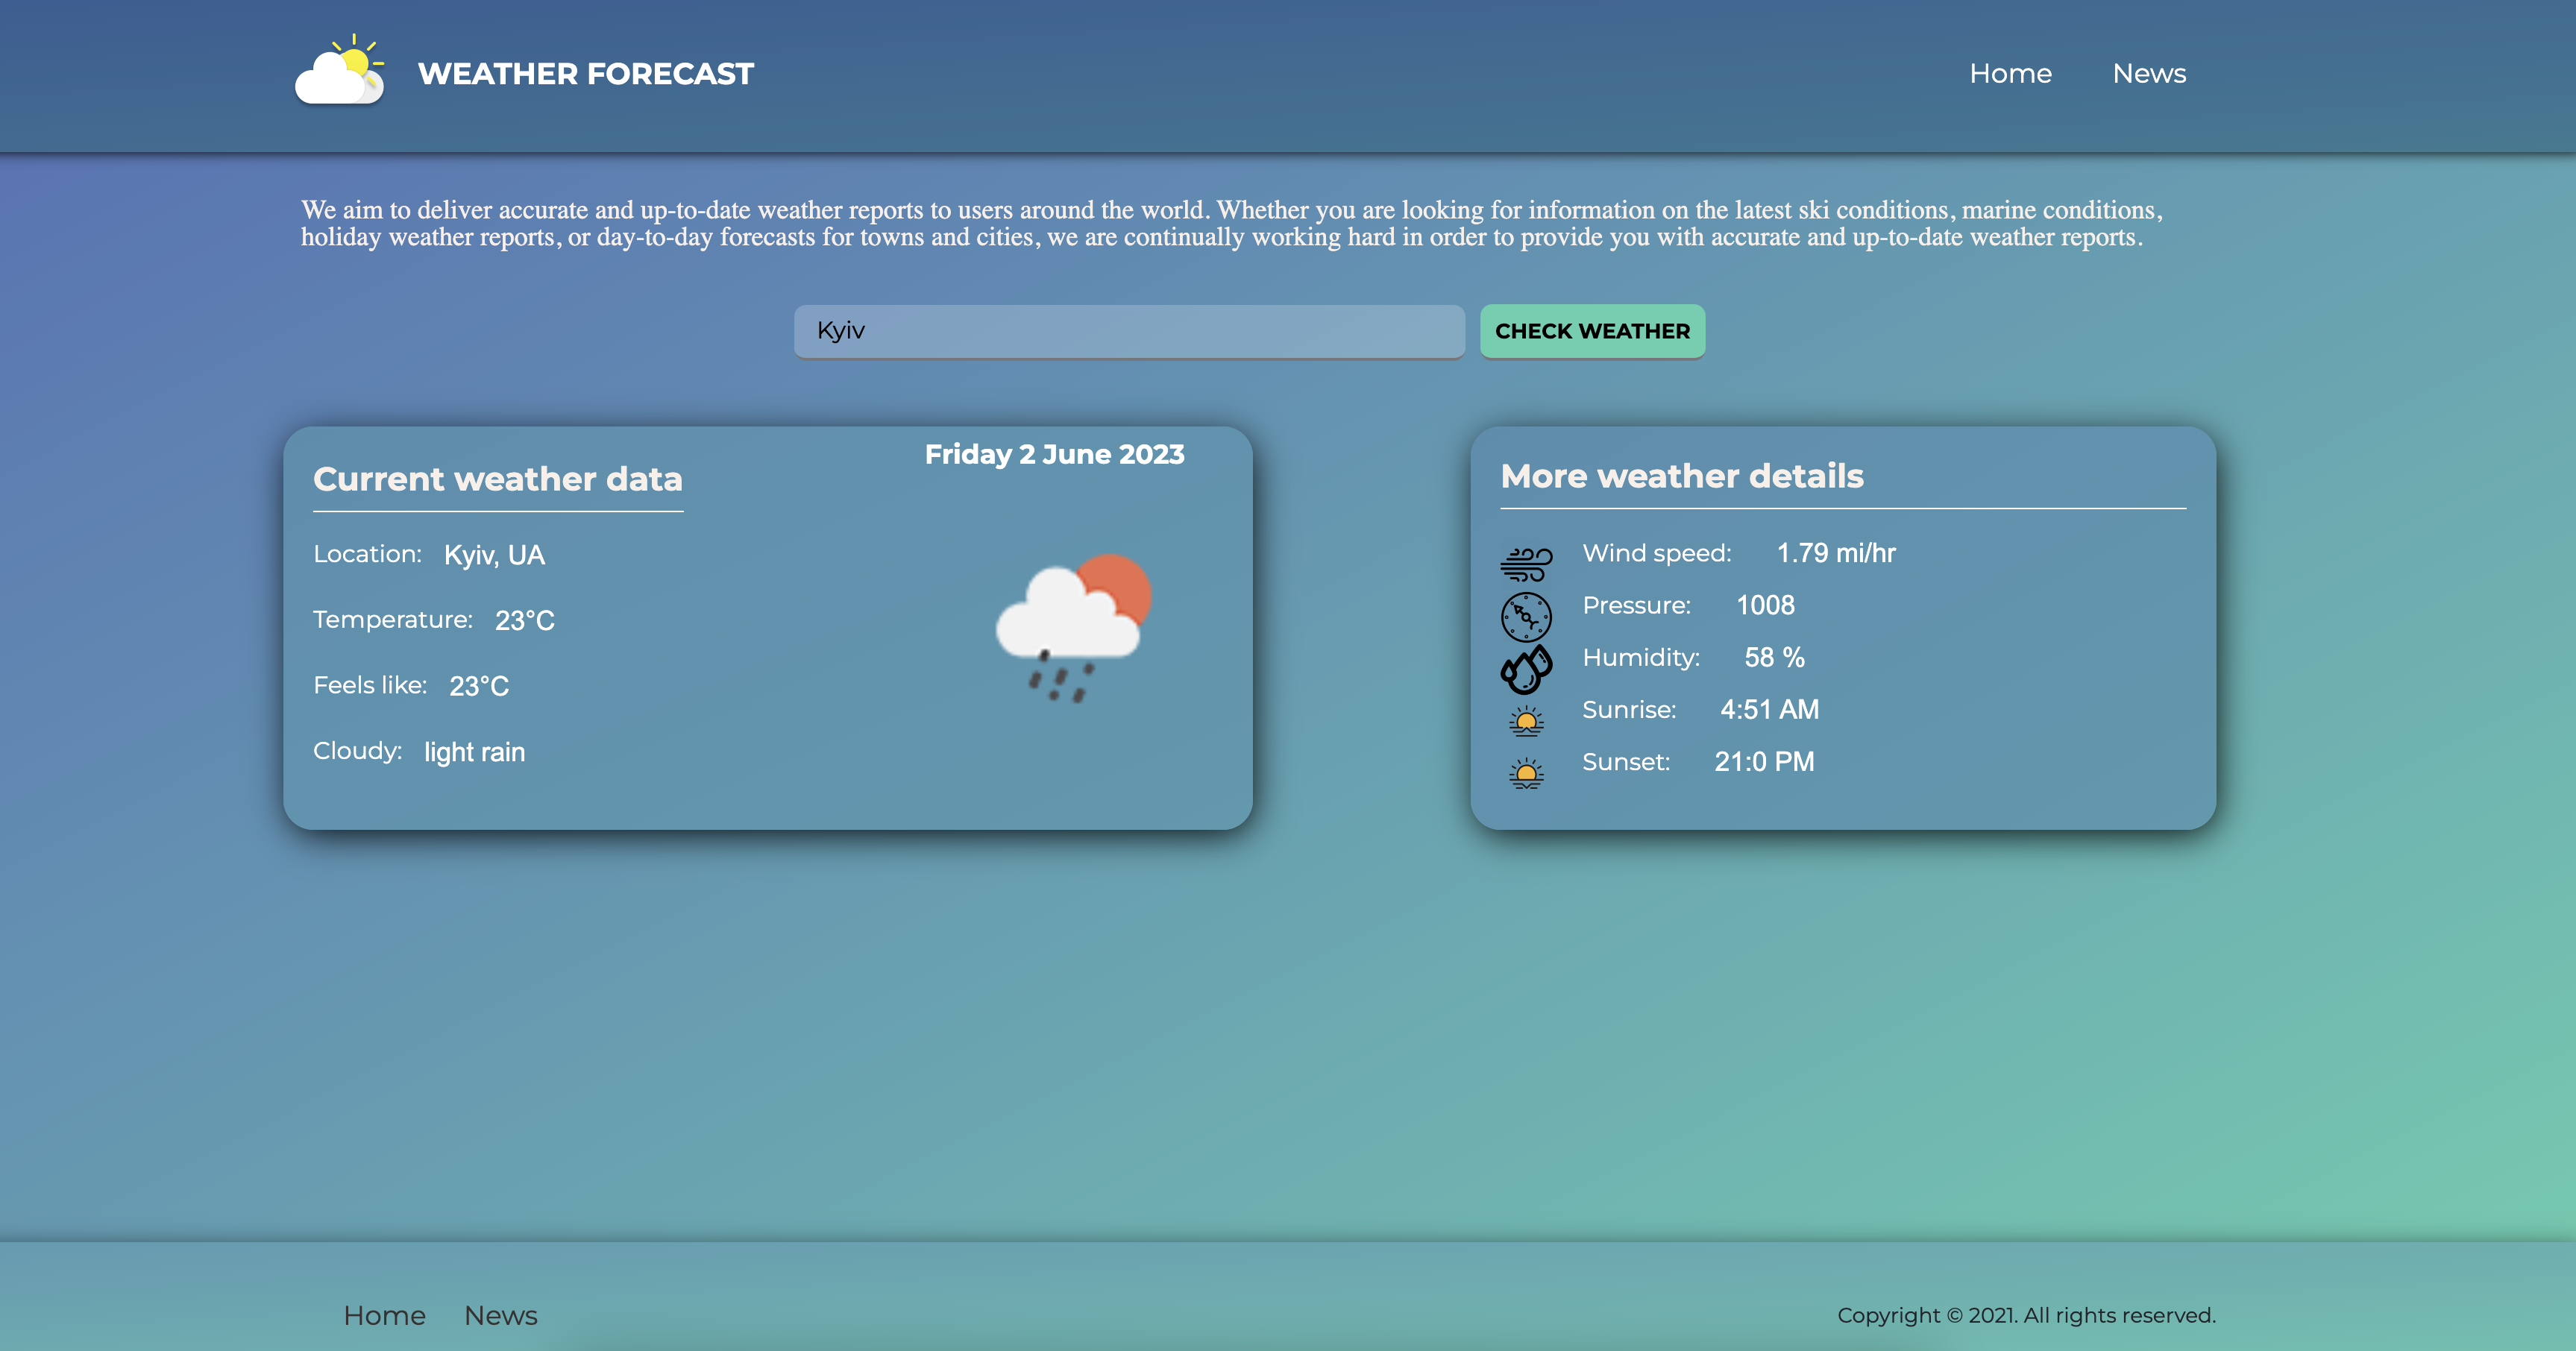 WEATHER FORECAST
Home
News
We aim to deliver accurate and up-to-date weather reports to users around the world. Whether you are looking for information on the latest ski conditions, marine conditions,
holiday weather reports, or day-to-day forecasts for towns and cities, we are continually working hard in order to provide you with accurate and up-to-date weather reports.
Kyiv
CHECK WEATHER
Friday 2 June 2023
Current weather data
Location: Kyiv, UA
Temperature: 23°C
Feels like: 23°C
Cloudy: light rain
More weather details
Wind speed: 1.79 mi/hr
Pressure: 1008
Humidity: 58 %
Sunrise: 4:51 AM
Sunset: 21:0 PM
Home
News
Copyright © 2021. All rights reserved.